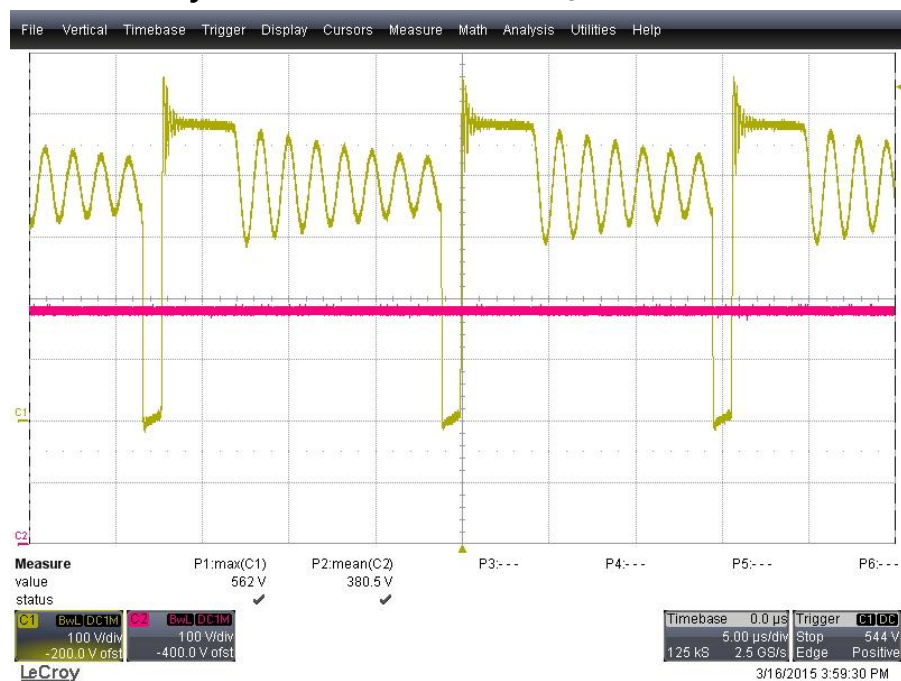 File Vertical Timebase Trigger Display Cursors Measure Math Analysis Utilities Help
C1
C2
Measure P1:max(C1) P2:mean(C2) P3:- - - P4:- - - P5:- - - P6:- - -
value 562 V 380.5 V
status ✔ ✔
C1 BwL DC1M C2 BwL DC1M Timebase 0.0 µs Trigger C1 DC
100 V/div 100 V/div 5.00 µs/div Stop 544 V
-200.0 V ofst -400.0 V ofst 125 kS 2.5 GS/s Edge Positive
LeCroy 3/16/2015 3:59:30 PM